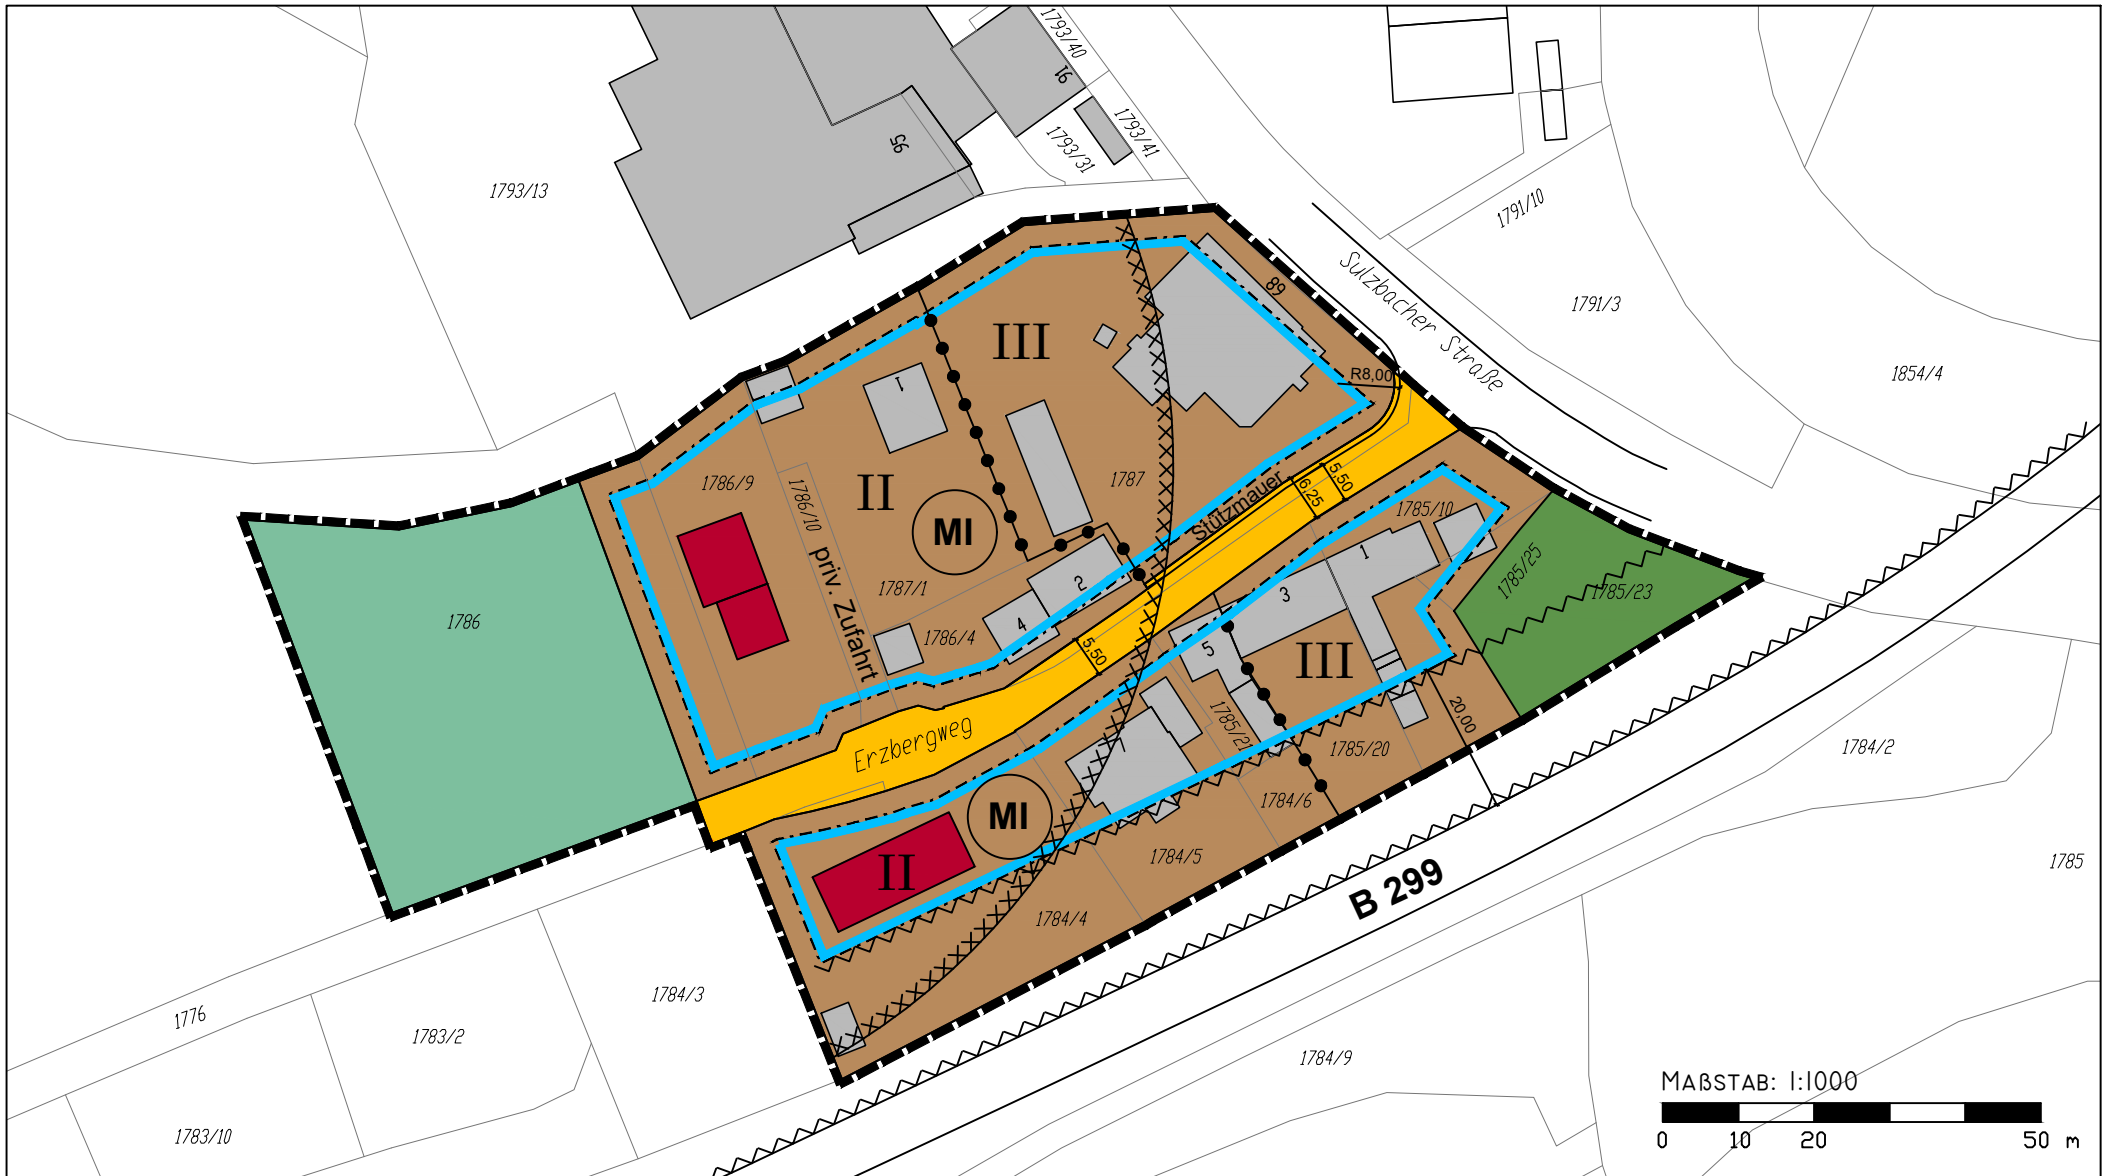 1793/40
16
95
1793/31
1793/41
1793/13
1791/10
Sulzbacher Straße
1791/3
89
III
R8,00
1854/4
1786/9
1786/10
II
1787
MI
Stützmauer
6,25
5,50
1785/10
priv. Zufahrt
1787/1
2
1
1785/25
1785/23
1786
4
1786/4
3
5
5,50
III
1785/21
20,00
Erzbergweg
1785/20
1784/2
MI
1784/6
II
1784/5
B 299
1785
1784/4
1
1784/3
1776
1783/2
1784/9
1783/10
MAßSTAB: 1:1000
0 10 20 50 m